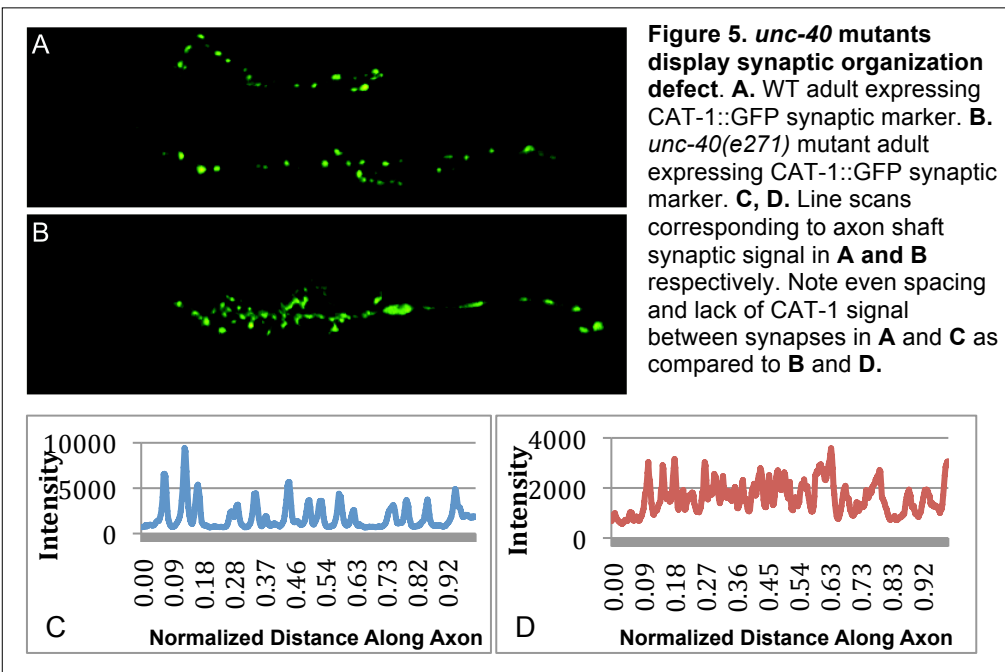 A
B
Figure 5. unc-40 mutants
display synaptic organization
defect. A. WT adult expressing
CAT-1::GFP synaptic marker. B.
unc-40(e271) mutant adult
expressing CAT-1::GFP synaptic
marker. C, D. Line scans
corresponding to axon shaft
synaptic signal in A and B
respectively. Note even spacing
and lack of CAT-1 signal
between synapses in A and C as
compared to B and D.
Intensity
10000
5000
0
0.00 0.09 0.18 0.28 0.37 0.46 0.54 0.63 0.73 0.82 0.92
C
Normalized Distance Along Axon
Intensity
4000
2000
0
0.00 0.09 0.18 0.27 0.36 0.45 0.55 0.63 0.73 0.83 0.92
D
Normalized Distance Along Axon